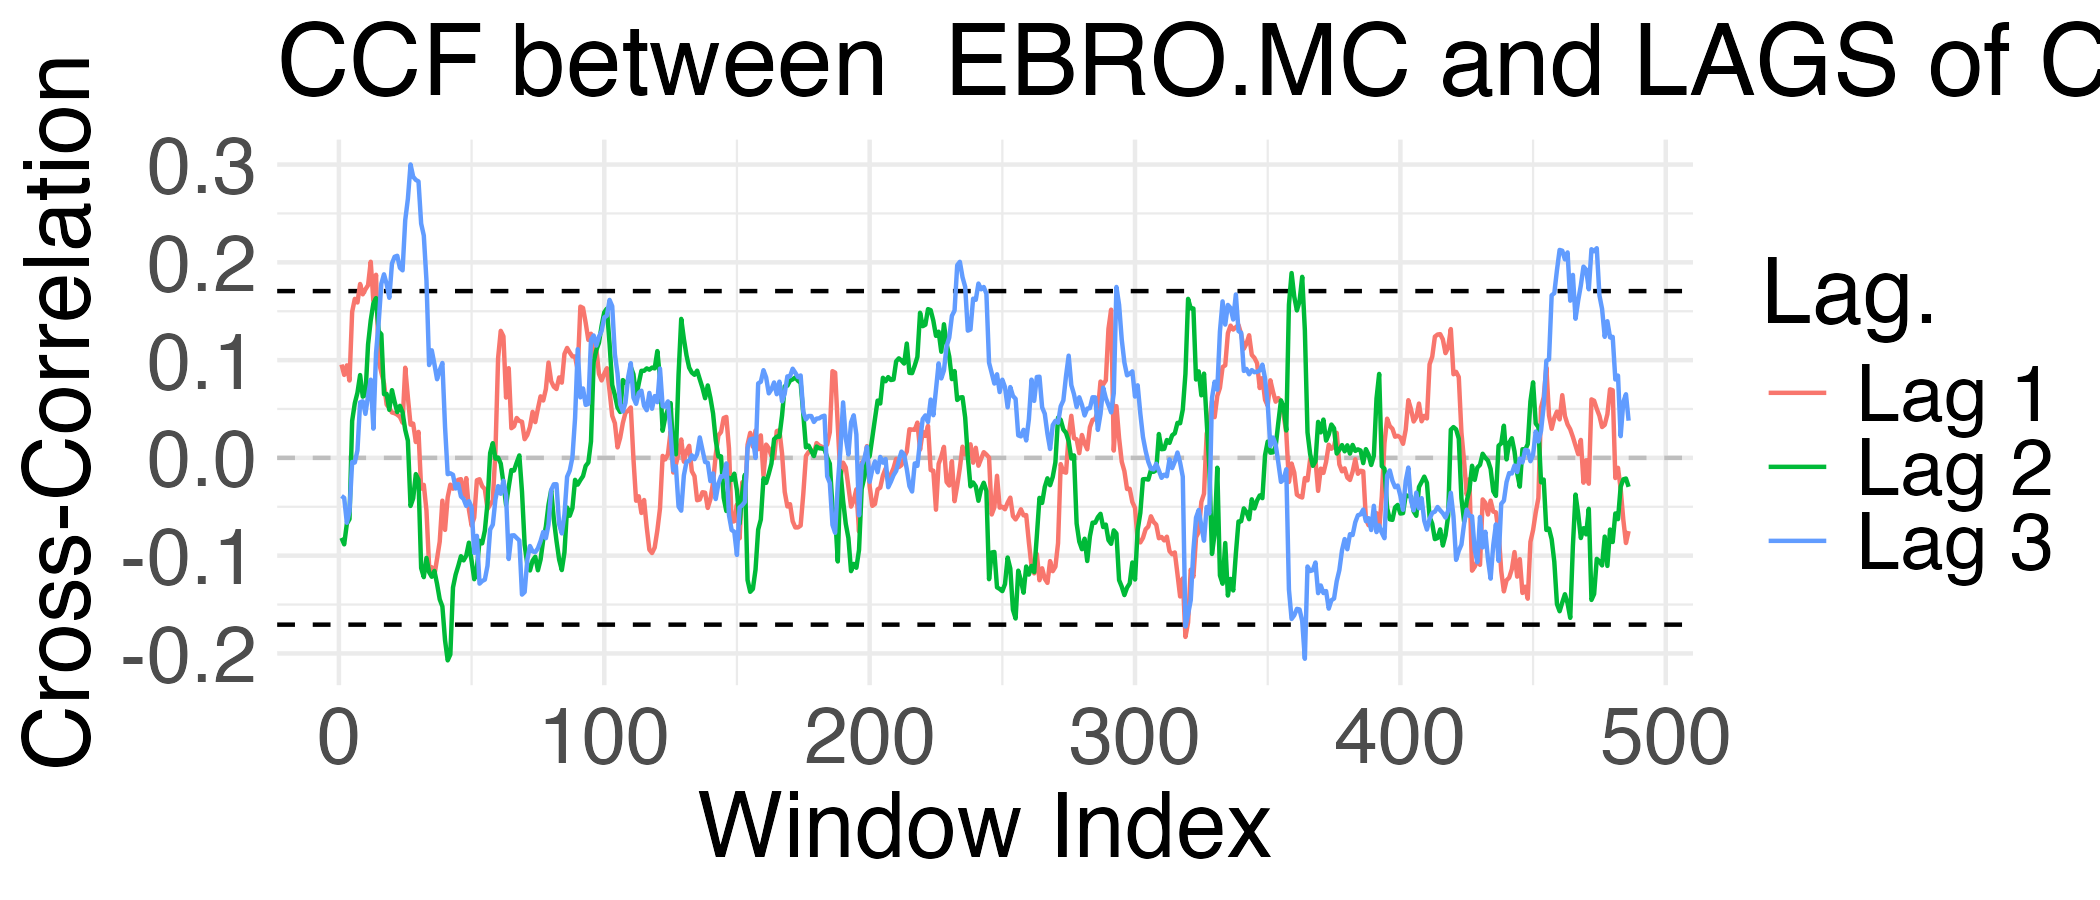 CCF between  EBRO.MC and LAGS of C
Cross-Correlation
0.3
0.2
0.1
0.0
-0.1
-0.2
0 100 200 300 400 500
Window Index
Lag.
Lag 1
Lag 2
Lag 3